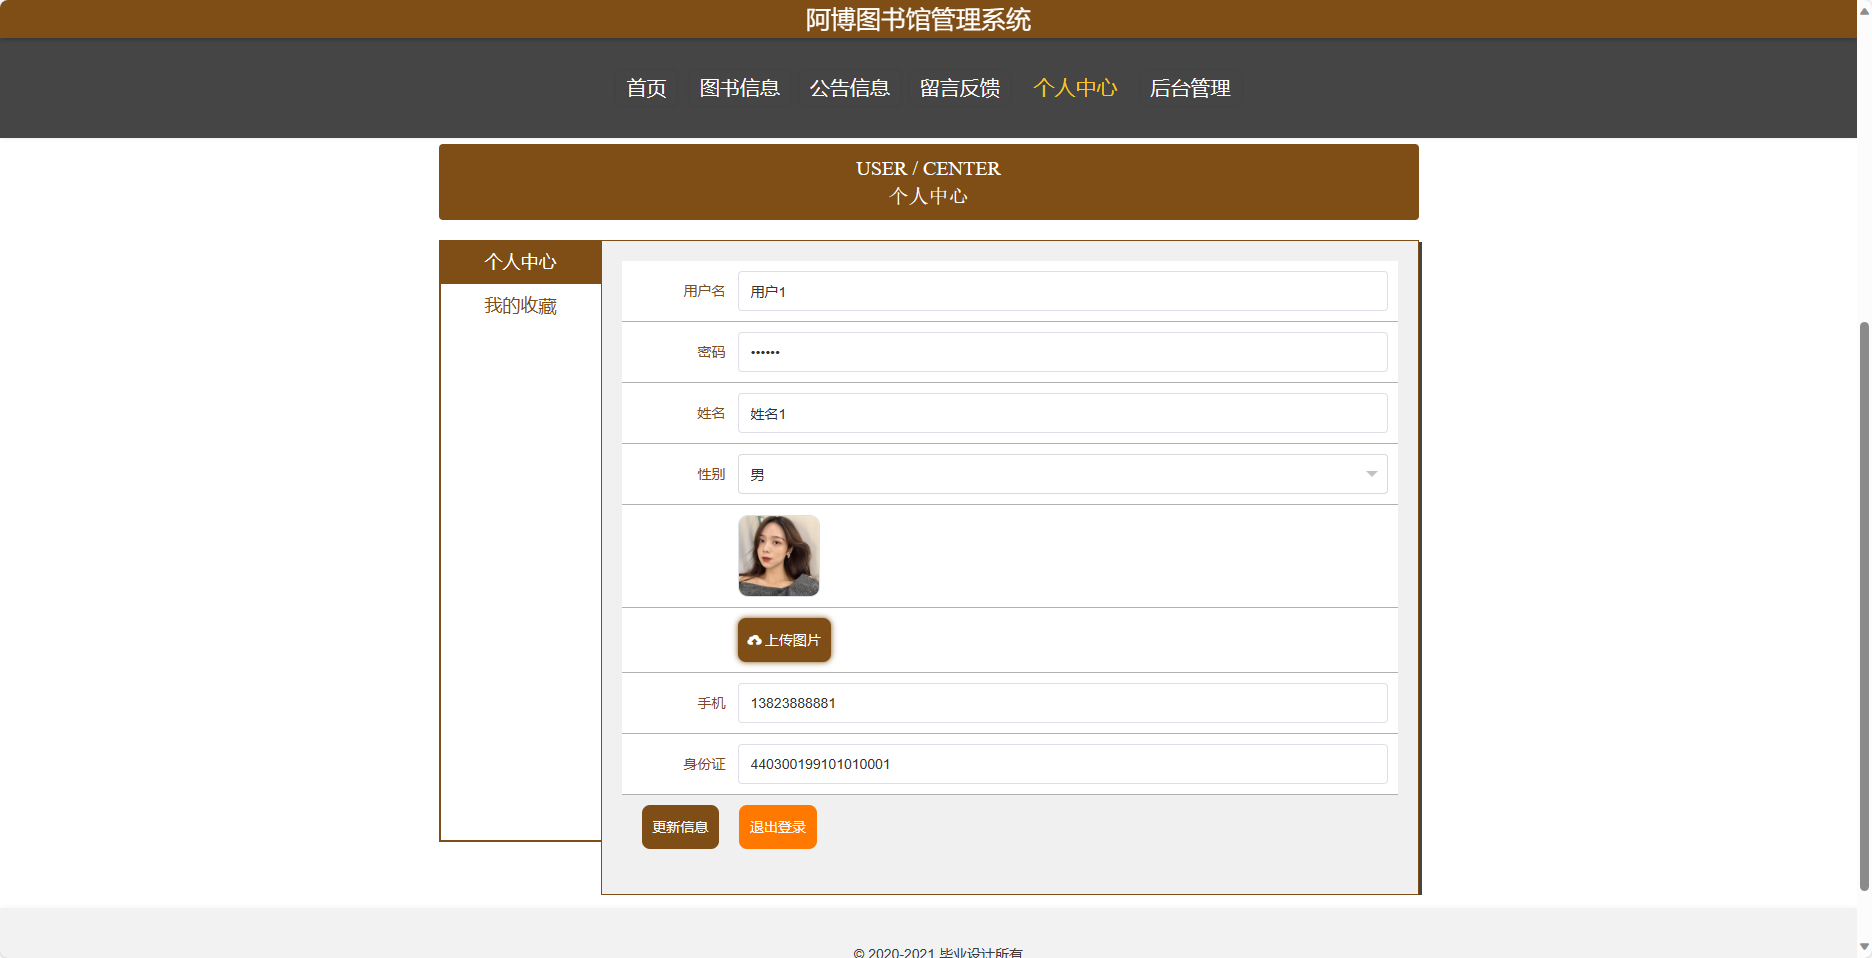 阿博图书馆管理系统
首页 图书信息 公告信息 留言反馈 个人中心 后台管理
USER / CENTER
个人中心
个人中心
我的收藏
用户名 用户1
密码 ••••••
姓名 姓名1
性别 男
上传图片
手机 13823888881
身份证 440300199101010001
更新信息 退出登录
© 2020-2021 毕业设计所有